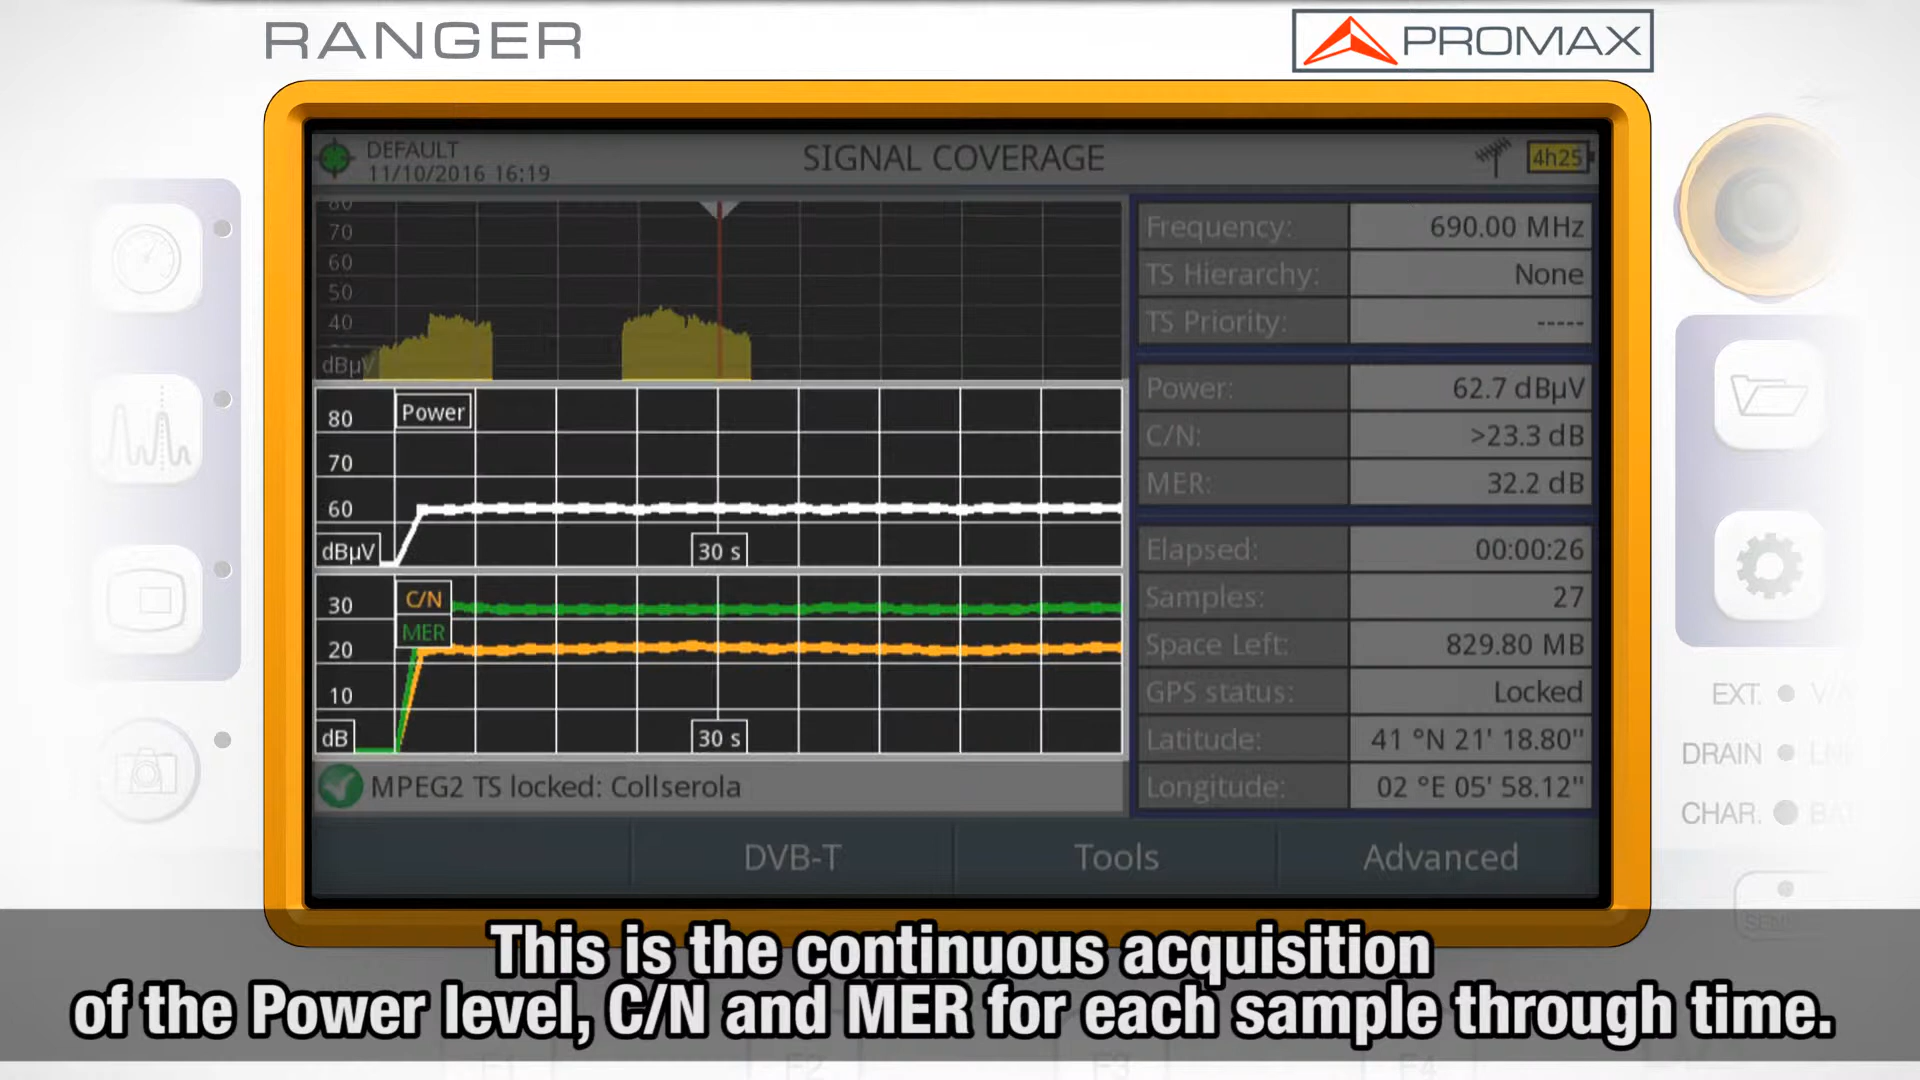 RANGER
PROMAX
DEFAULT
11/10/2016 16:19
SIGNAL COVERAGE
4h25
80
70
60
50
40
dBµV
Frequency: 690.00 MHz
TS Hierarchy: None
TS Priority: -----
80
70
60
dBµV
Power
30 s
Power: 62.7 dBµV
C/N: >23.3 dB
MER: 32.2 dB
30
20
10
dB
C/N
MER
30 s
Elapsed: 00:00:26
Samples: 27
Space Left: 829.80 MB
GPS status: Locked
Latitude: 41 °N 21' 18.80"
Longitude: 02 °E 05' 58.12"
MPEG2 TS locked: Collserola
DVB-T
Tools
Advanced
EXT.
DRAIN
CHAR.
This is the continuous acquisition
of the Power level, C/N and MER for each sample through time.